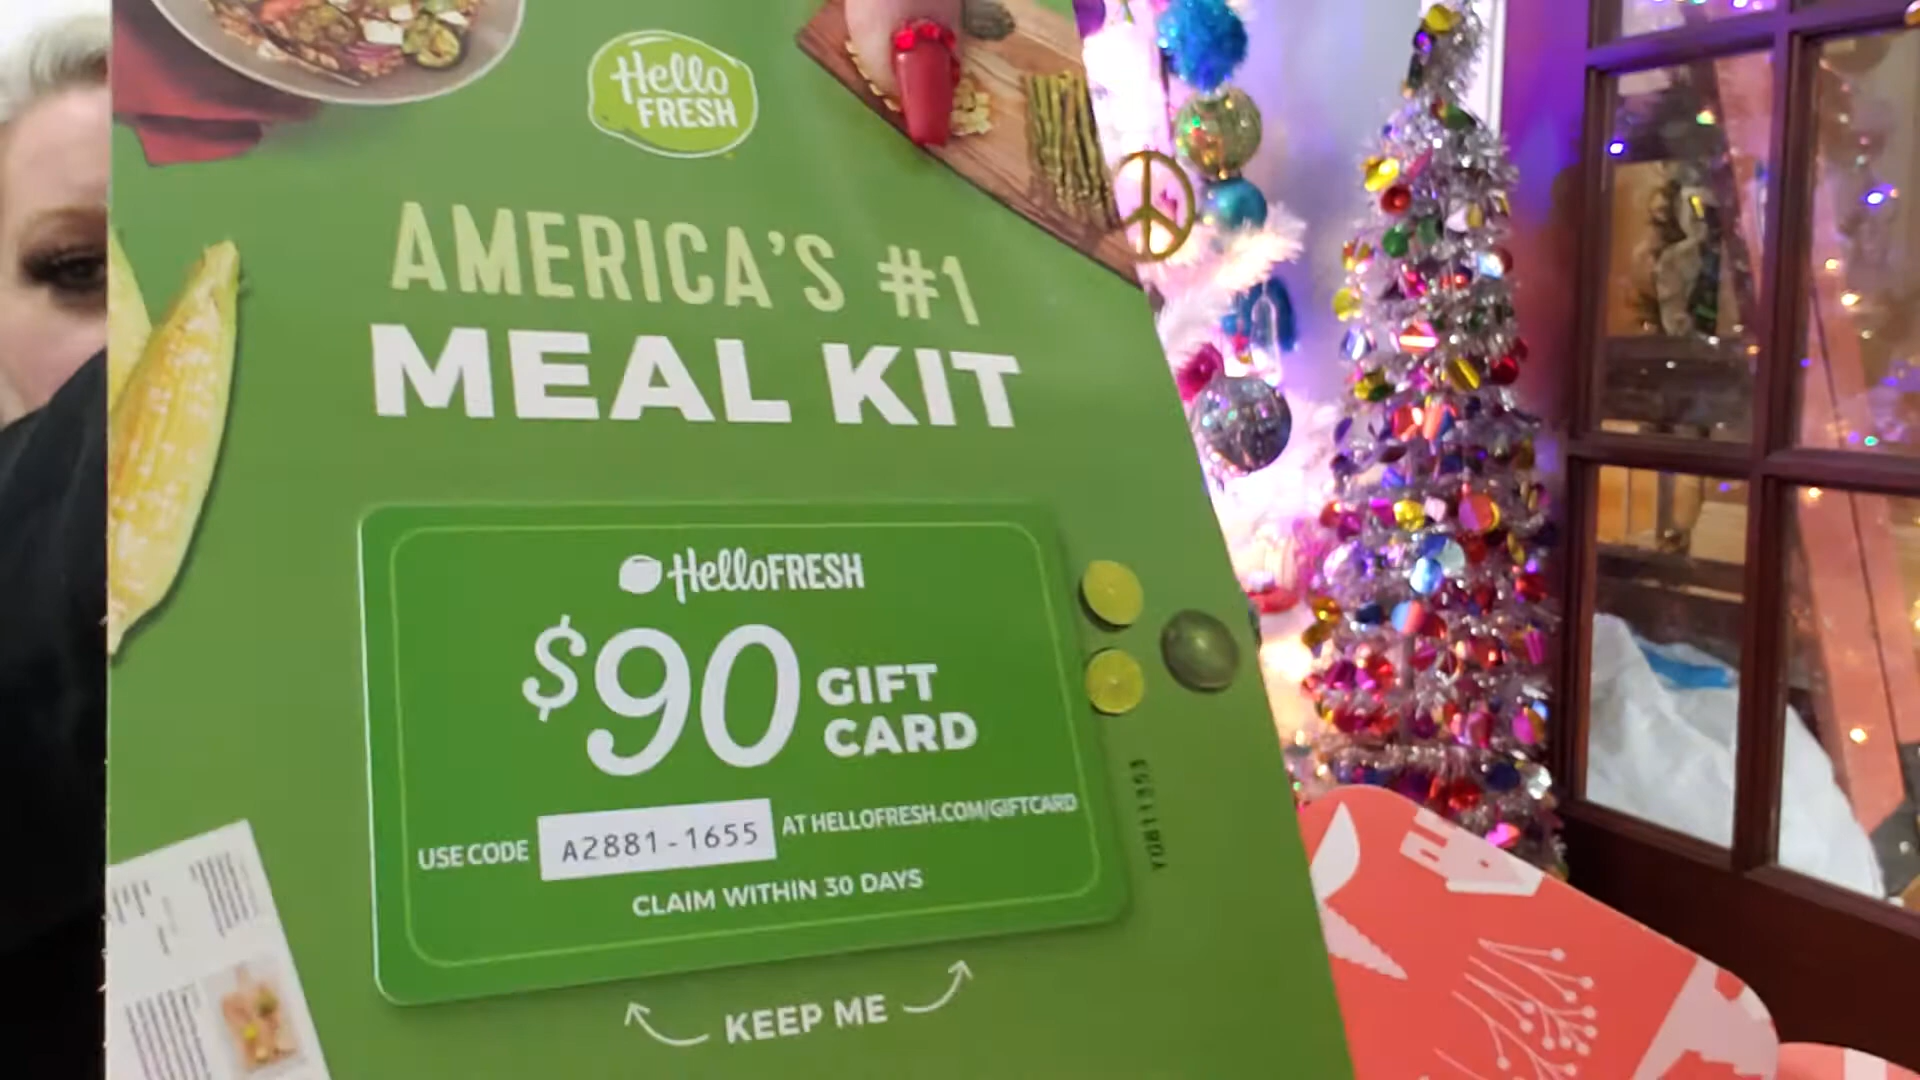 Hello
FRESH
AMERICA'S #1
MEAL KIT
HelloFRESH
$90 GIFT
CARD
USE CODE A2881-1655 AT HELLOFRESH.COM/GIFTCARD
CLAIM WITHIN 30 DAYS
KEEP ME